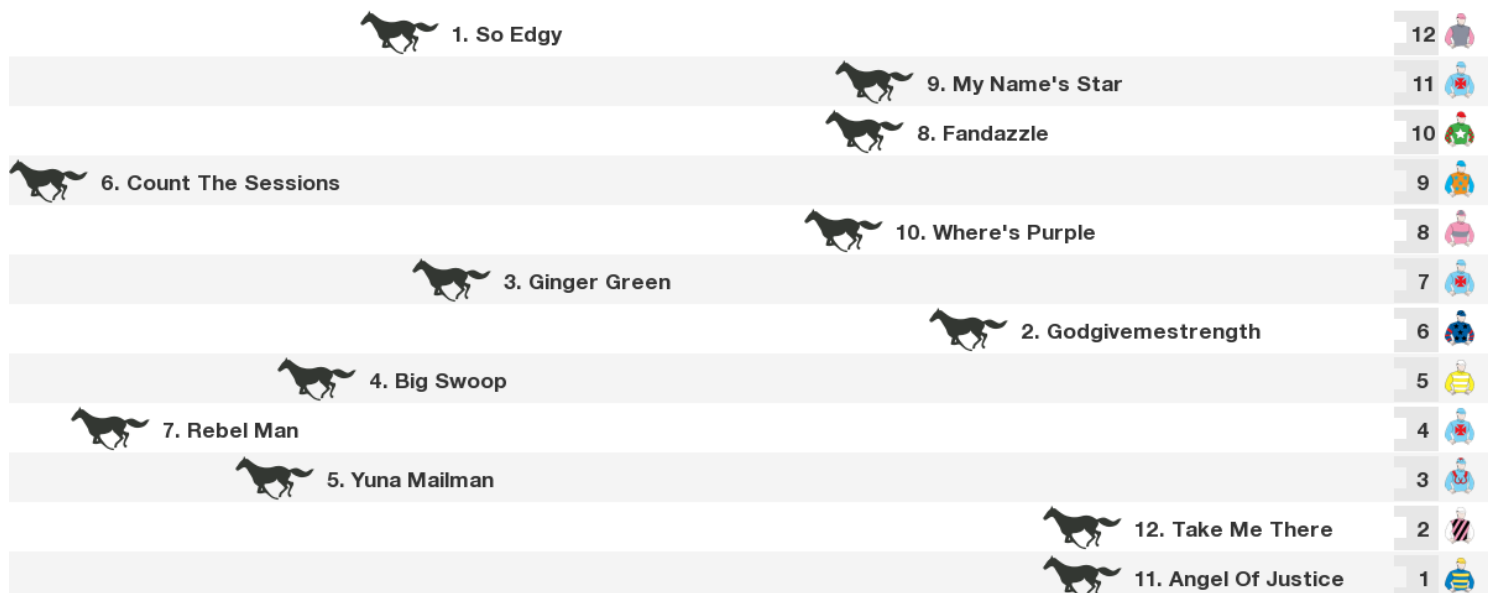 1. So Edgy 12
9. My Name's Star 11
8. Fandazzle 10
6. Count The Sessions 9
10. Where's Purple 8
3. Ginger Green 7
2. Godgivemestrength 6
4. Big Swoop 5
7. Rebel Man 4
5. Yuna Mailman 3
12. Take Me There 2
11. Angel Of Justice 1